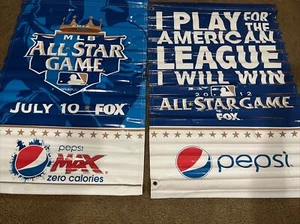 MLB
ALL★STAR
GAME
JULY 10 FOX
pepsi
MAX
zero calories
I PLAY FOR THE
AMERICAN
LEAGUE
I WILL WIN
2012
ALL★STAR GAME
FOX
pepsi